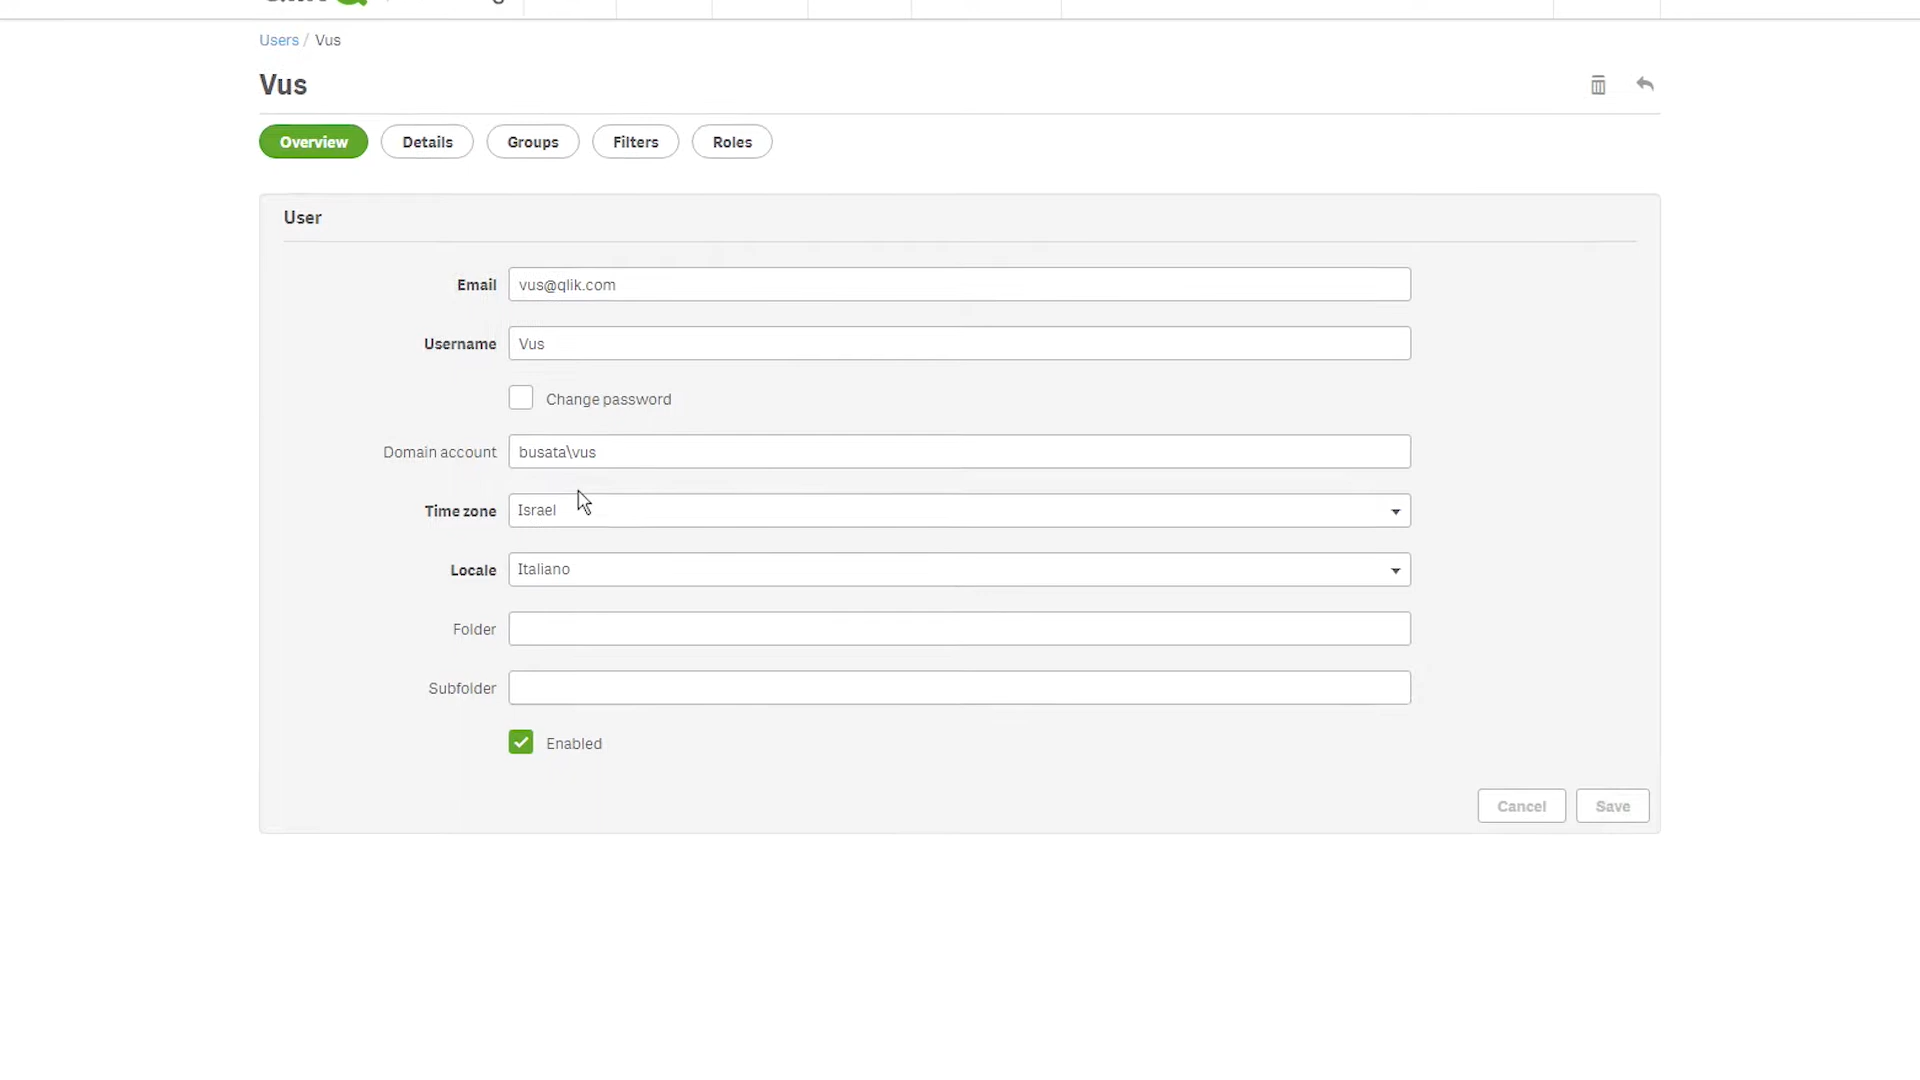 Users / Vus
Vus
Overview Details Groups Filters Roles
User
Email vus@qlik.com
Username Vus
Change password
Domain account busata\vus
Time zone Israel
Locale Italiano
Folder
Subfolder
Enabled
Cancel Save